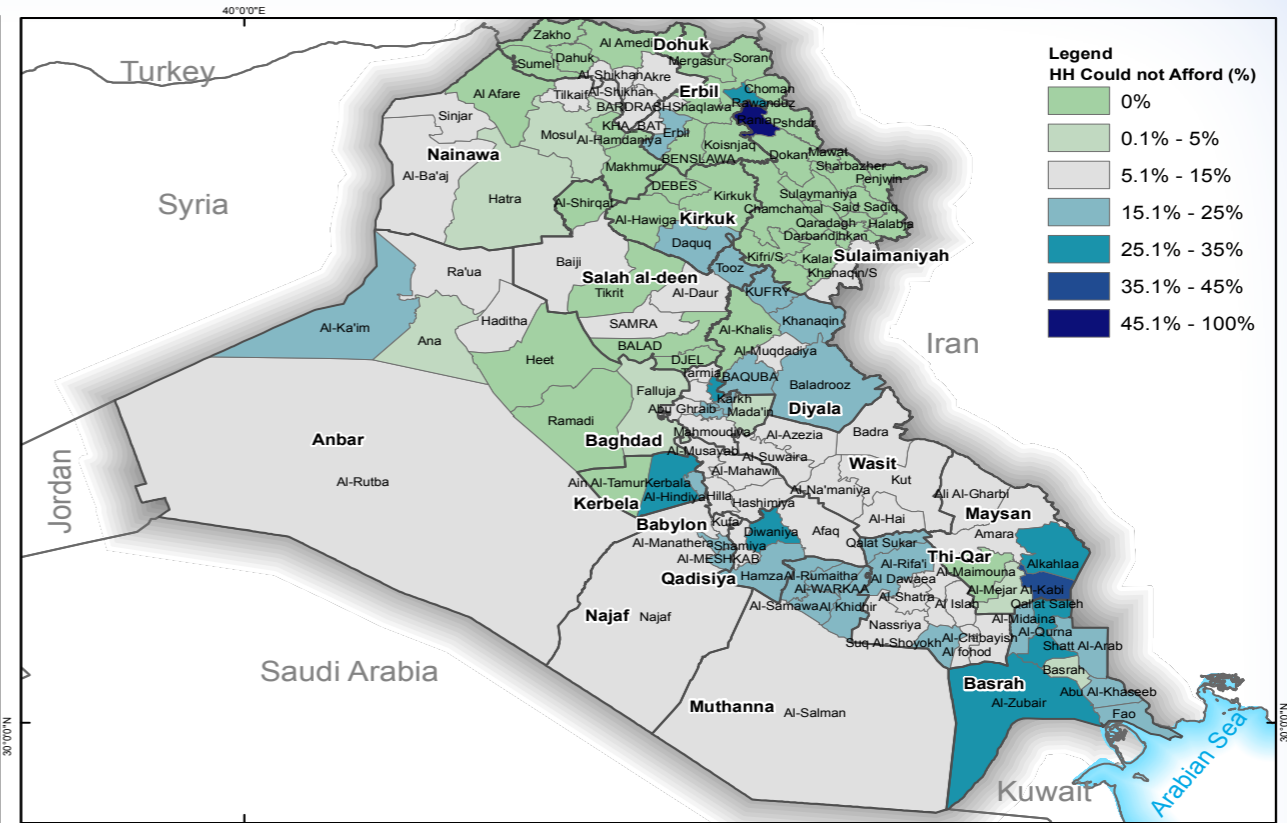 40°0'0"E
Legend
HH Could not Afford (%)
0%
0.1% - 5%
5.1% - 15%
15.1% - 25%
25.1% - 35%
35.1% - 45%
45.1% - 100%
Turkey
Syria
Jordan
Saudi Arabia
Kuwait
Iran
Arabian Sea
30°0'0"N
30°0'0"N
Zakho
Al Amedi
Dohuk
Sumel
Dahuk
Mergasur
Soran
Al-Shikhan
Akre
Al Afare
Tilkaif
Al-Shikhan
Erbil
Choman
BARDRASH
Shaqlawa
Rawanduz
Sinjar
Rania
Pshdar
Mosul
KHA_BAT
Erbil
Al-Hamdaniya
Koisnjaq
Nainawa
BENSLAWA
Dokan
Mawat
Al-Ba'aj
Makhmur
Sharbazher
Penjwin
DEBES
Hatra
Al-Shirqat
Kirkuk
Sulaymaniya
Chamchamal
Said Sadiq
Al-Hawiga
Kirkuk
Qaradagh
Halabja
Darbandihkan
Daquq
Kifri/S
Kalar
Sulaimaniyah
Ra'ua
Baiji
Salah al-deen
Tooz
Khanaqin/S
Tikrit
Al-Daur
KUFRY
Al-Ka'im
Haditha
SAMRA
Khanaqin
Ana
Al-Khalis
Heet
BALAD
Al-Muqdadiya
DJEL
Tarmia
BAQUBA
Baladrooz
Falluja
Karkh
Abu Ghraib
Mada'in
Diyala
Ramadi
Mahmoudiya
Al-Azezia
Badra
Anbar
Baghdad
Al-Musayab
Al-Suwaira
Wasit
Al-Mahawil
Kut
Al-Rutba
Ain Al-Tamur
Kerbala
Al-Na'maniya
Al-Hindiya
Hilla
Ali Al-Gharbi
Kerbela
Hashimiya
Maysan
Babylon
Kufa
Diwaniya
Afaq
Al-Hai
Amara
Al-Manathera
Shamiya
Qalat Sukar
Al-MESHKAB
Thi-Qar
Al-Rifa'i
Alkahlaa
Qadisiya
Hamza
Al-Rumaitha
Al Dawaea
Al-Maimouna
Al-WARKAA
Al-Shatra
Al-Mejar Al-Kabi
Al-Samawa
Al Khidhir
Al Islah
Qal'at Saleh
Najaf
Najaf
Nassriya
Al-Midaina
Al-Qurna
Suq Al-Shoyokh
Al-Chibayish
Shatt Al-Arab
Al fohod
Basrah
Basrah
Abu Al-Khaseeb
Muthanna
Al-Salman
Al-Zubair
Fao